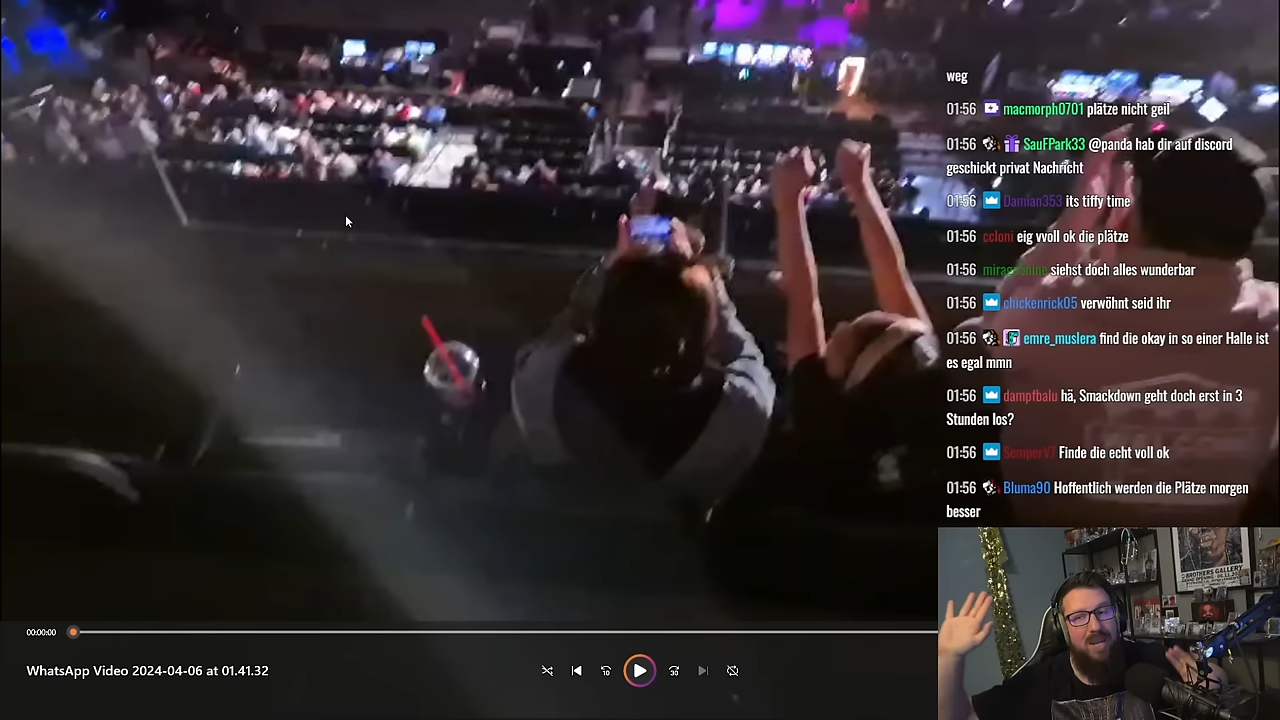 weg
01:56 macmorph0701 plätze nicht geil
01:56 SauFPark33 @panda hab dir auf discord
geschickt privat Nachricht
01:56 Damian353 its tiffy time
01:56 ccloni eig vvoll ok die plätze
01:56 siehst doch alles wunderbar
01:56 chickenrick05 verwöhnt seid ihr
01:56 emre_muslera find die okay in so einer Halle ist
es egal mmn
01:56 dampfbalu hä, Smackdown geht doch erst in 3
Stunden los?
01:56 Finde die echt voll ok
01:56 Bluma90 Hoffentlich werden die Plätze morgen
besser
BROTHERS GALLERY
00:00:00
WhatsApp Video 2024-04-06 at 01.41.32
10
30